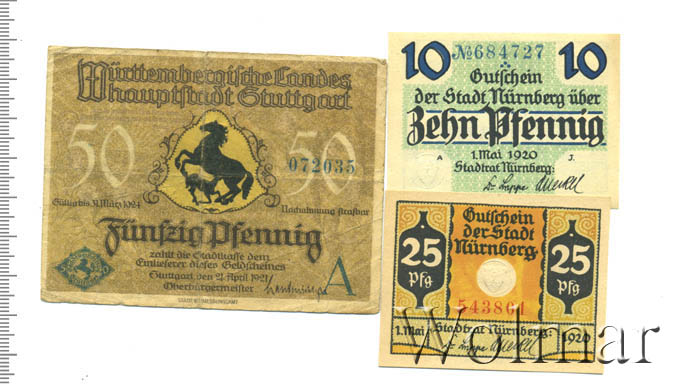 Württembergische Landes
hauptstadt Stuttgart
50 50
072035
Gültig bis 31. März 1924
Nachahmung strafbar
Fünfzig Pfennig
zahlt die Stadtkasse dem
Einlieferer dieses Geldscheines
Stuttgart den 21. April 1921
Oberbürgermeister
A
10 №684727 10
Gutschein
der Stadt Nürnberg über
Zehn Pfennig
1. Mai 1920
A J.
Stadtrat Nürnberg:
25 Pfg
Gutschein
der Stadt
Nürnberg
25 Pfg
543861
1. Mai Stadtrat Nürnberg: 1920
Wolmar